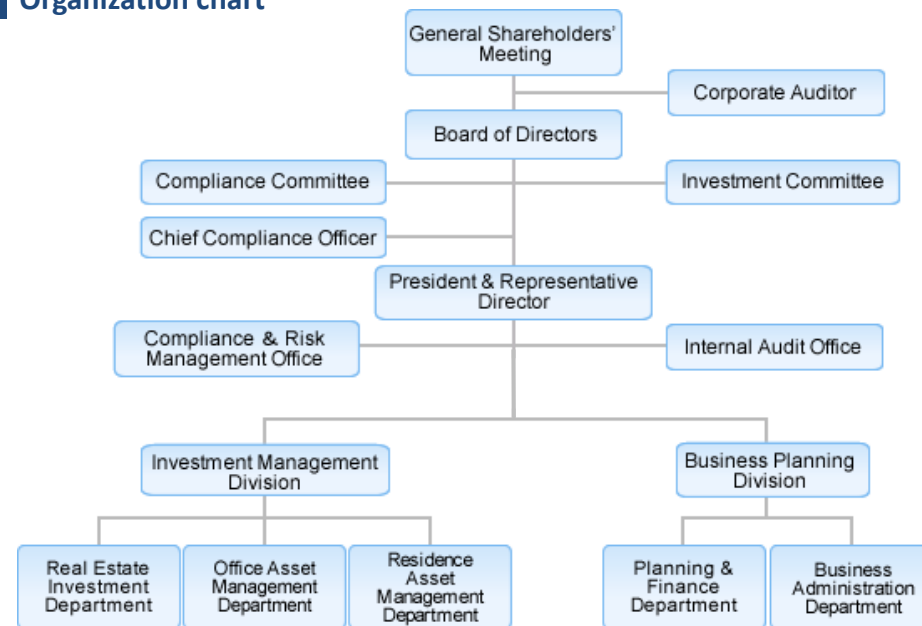 Organization chart
General Shareholders'
Meeting
Corporate Auditor
Board of Directors
Compliance Committee
Investment Committee
Chief Compliance Officer
President & Representative
Director
Compliance & Risk
Management Office
Internal Audit Office
Investment Management
Division
Business Planning
Division
Real Estate
Investment
Department
Office Asset
Management
Department
Residence
Asset
Management
Department
Planning &
Finance
Department
Business
Administration
Department